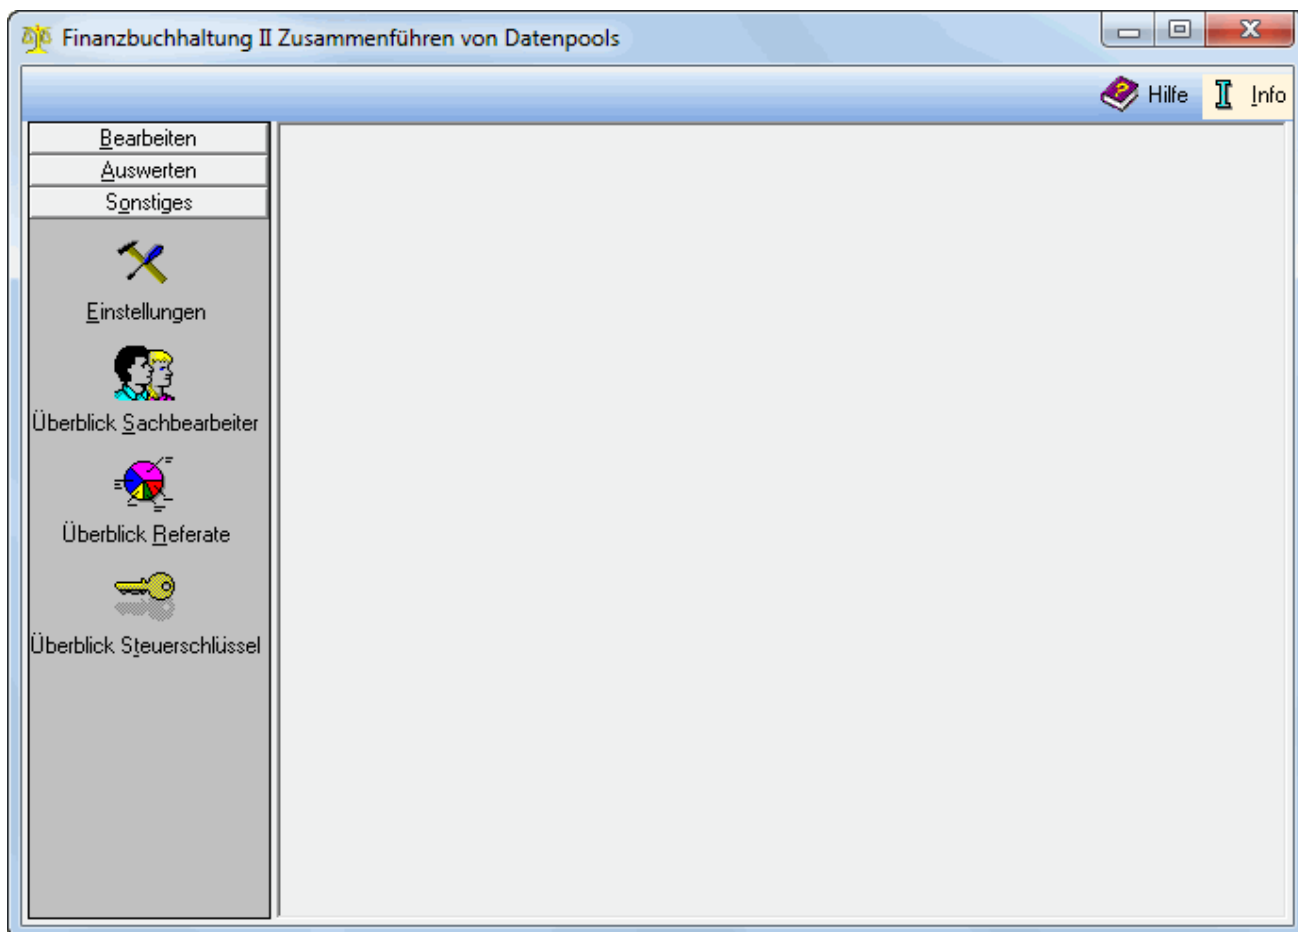 Finanzbuchhaltung II Zusammenführen von Datenpools
Hilfe Info
Bearbeiten
Auswerten
Sonstiges
Einstellungen
Überblick Sachbearbeiter
Überblick Referate
Überblick Steuerschlüssel